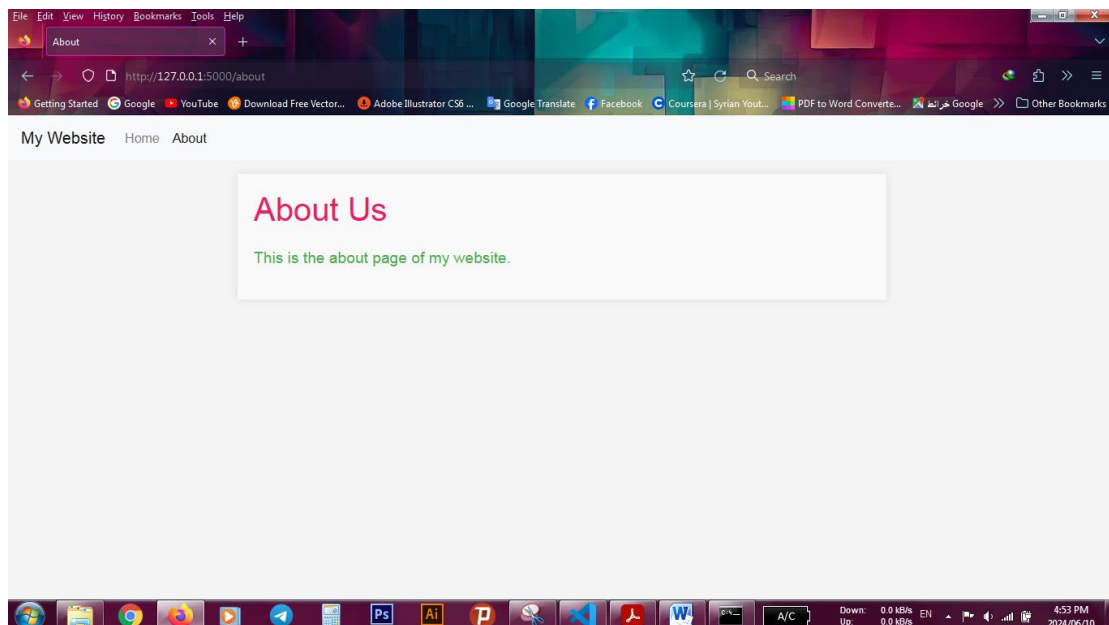 File Edit View History Bookmarks Tools Help
About
http://127.0.0.1:5000/about
Search
Getting Started Google YouTube Download Free Vector... Adobe Illustrator CS6 ... Google Translate Facebook Coursera | Syrian Yout... PDF to Word Converte... خرائط Google Other Bookmarks
My Website Home About
About Us
This is the about page of my website.
Ps Ai A/C Down: 0.0 kB/s EN 4:53 PM
Up: 0.0 kB/s 2024/06/10